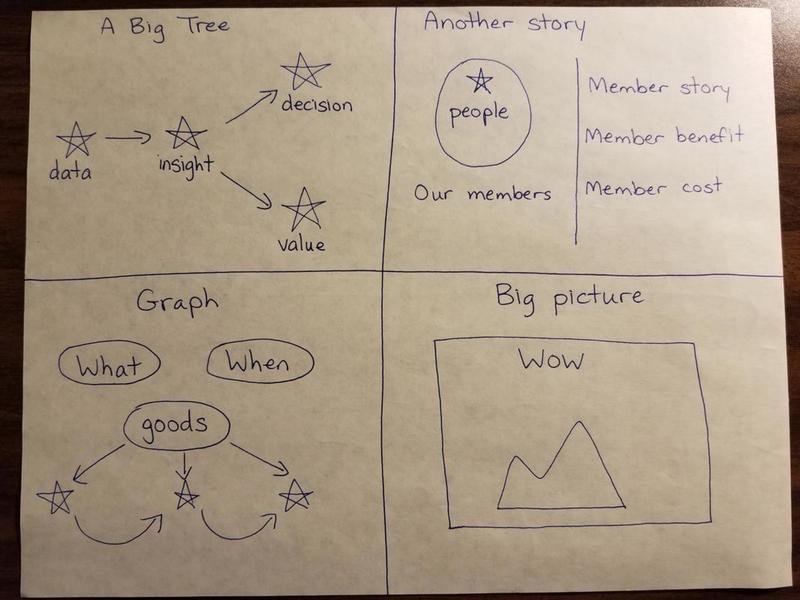 A Big Tree
data
insight
decision
value
Another story
people
Our members
Member story
Member benefit
Member cost
Graph
What
When
goods
Big picture
Wow